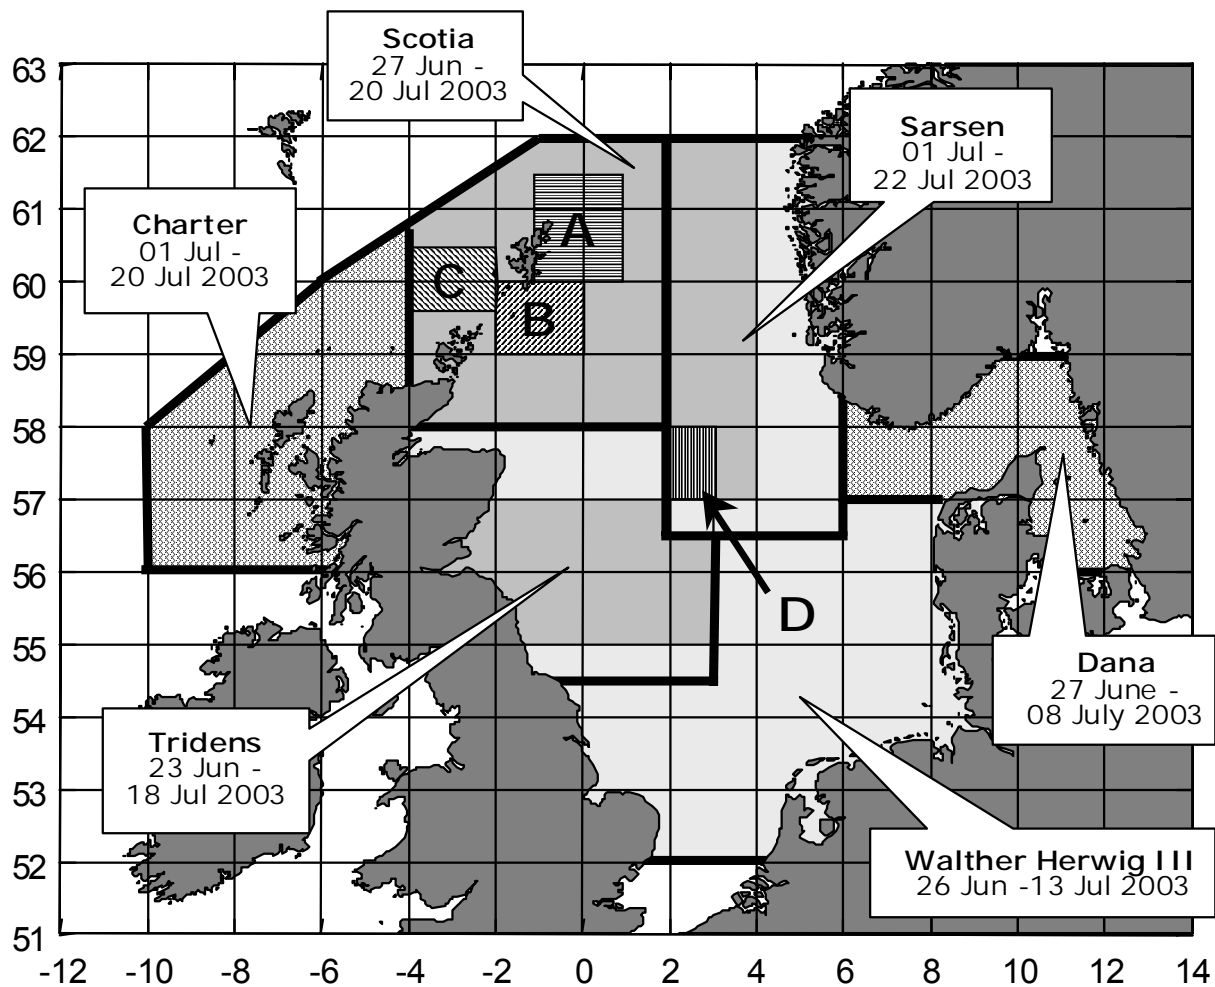 Scotia
27 Jun -
20 Jul 2003
Sarsen
01 Jul -
22 Jul 2003
Charter
01 Jul -
20 Jul 2003
A
C
B
D
Dana
27 June -
08 July 2003
Tridens
23 Jun -
18 Jul 2003
Walther Herwig III
26 Jun -13 Jul 2003
63
62
61
60
59
58
57
56
55
54
53
52
51
-12 -10 -8 -6 -4 -2 0 2 4 6 8 10 12 14